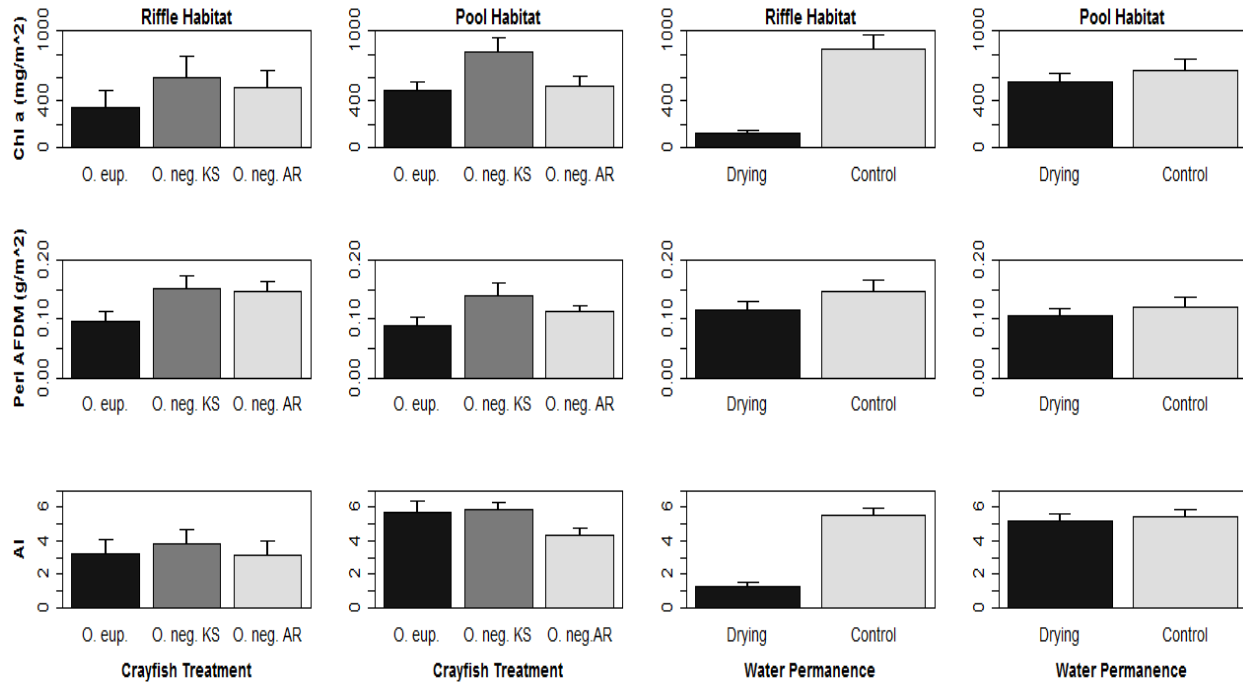 Riffle Habitat
Pool Habitat
Riffle Habitat
Pool Habitat
Chl a (mg/m^2)
0 400 1000
O. eup. O. neg. KS O. neg. AR
0 400 1000
O. eup. O. neg. KS O. neg. AR
0 400 1000
Drying Control
0 400 1000
Drying Control
Peri AFDM (g/m^2)
0.00 0.10 0.20
O. eup. O. neg. KS O. neg. AR
0.00 0.10 0.20
O. eup. O. neg. KS O. neg. AR
0.00 0.10 0.20
Drying Control
0.00 0.10 0.20
Drying Control
AI
0 2 4 6
O. eup. O. neg. KS O. neg. AR
0 2 4 6
O. eup. O. neg. KS O. neg.AR
0 2 4 6
Drying Control
0 2 4 6
Drying Control
Crayfish Treatment
Crayfish Treatment
Water Permanence
Water Permanence